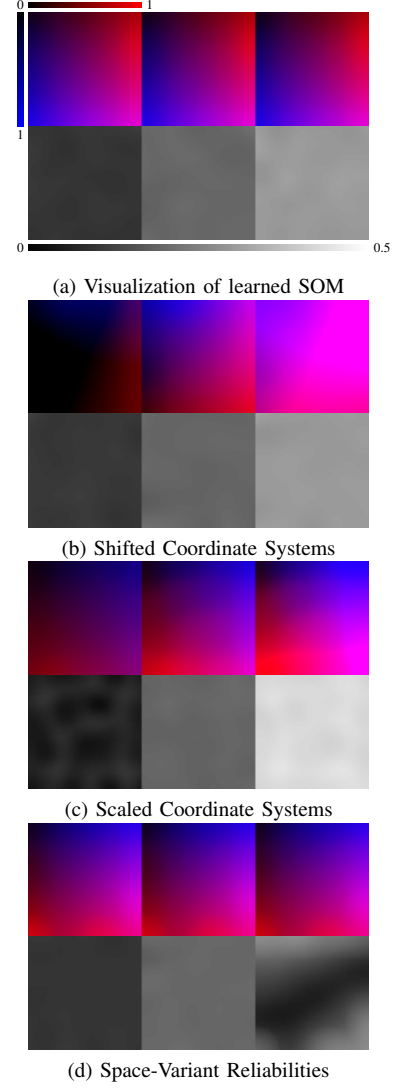 0 1
1
0 0.5
(a) Visualization of learned SOM
(b) Shifted Coordinate Systems
(c) Scaled Coordinate Systems
(d) Space-Variant Reliabilities